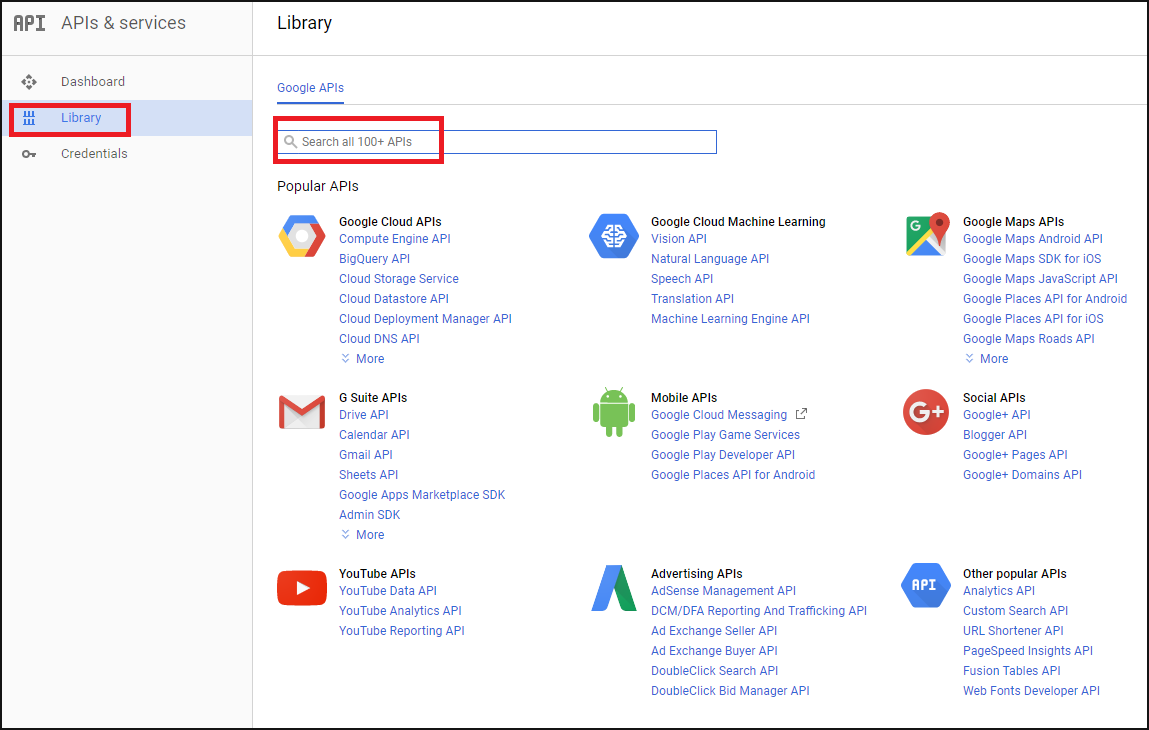 API APIs & services
Library
Dashboard
Library
Credentials
Google APIs
Search all 100+ APIs
Popular APIs
Google Cloud APIs
Compute Engine API
BigQuery API
Cloud Storage Service
Cloud Datastore API
Cloud Deployment Manager API
Cloud DNS API
More
Google Cloud Machine Learning
Vision API
Natural Language API
Speech API
Translation API
Machine Learning Engine API
G
Google Maps APIs
Google Maps Android API
Google Maps SDK for iOS
Google Maps JavaScript API
Google Places API for Android
Google Places API for iOS
Google Maps Roads API
More
G Suite APIs
Drive API
Calendar API
Gmail API
Sheets API
Google Apps Marketplace SDK
Admin SDK
More
Mobile APIs
Google Cloud Messaging
Google Play Game Services
Google Play Developer API
Google Places API for Android
G+
Social APIs
Google+ API
Blogger API
Google+ Pages API
Google+ Domains API
YouTube APIs
YouTube Data API
YouTube Analytics API
YouTube Reporting API
Advertising APIs
AdSense Management API
DCM/DFA Reporting And Trafficking API
Ad Exchange Seller API
Ad Exchange Buyer API
DoubleClick Search API
DoubleClick Bid Manager API
API
Other popular APIs
Analytics API
Custom Search API
URL Shortener API
PageSpeed Insights API
Fusion Tables API
Web Fonts Developer API